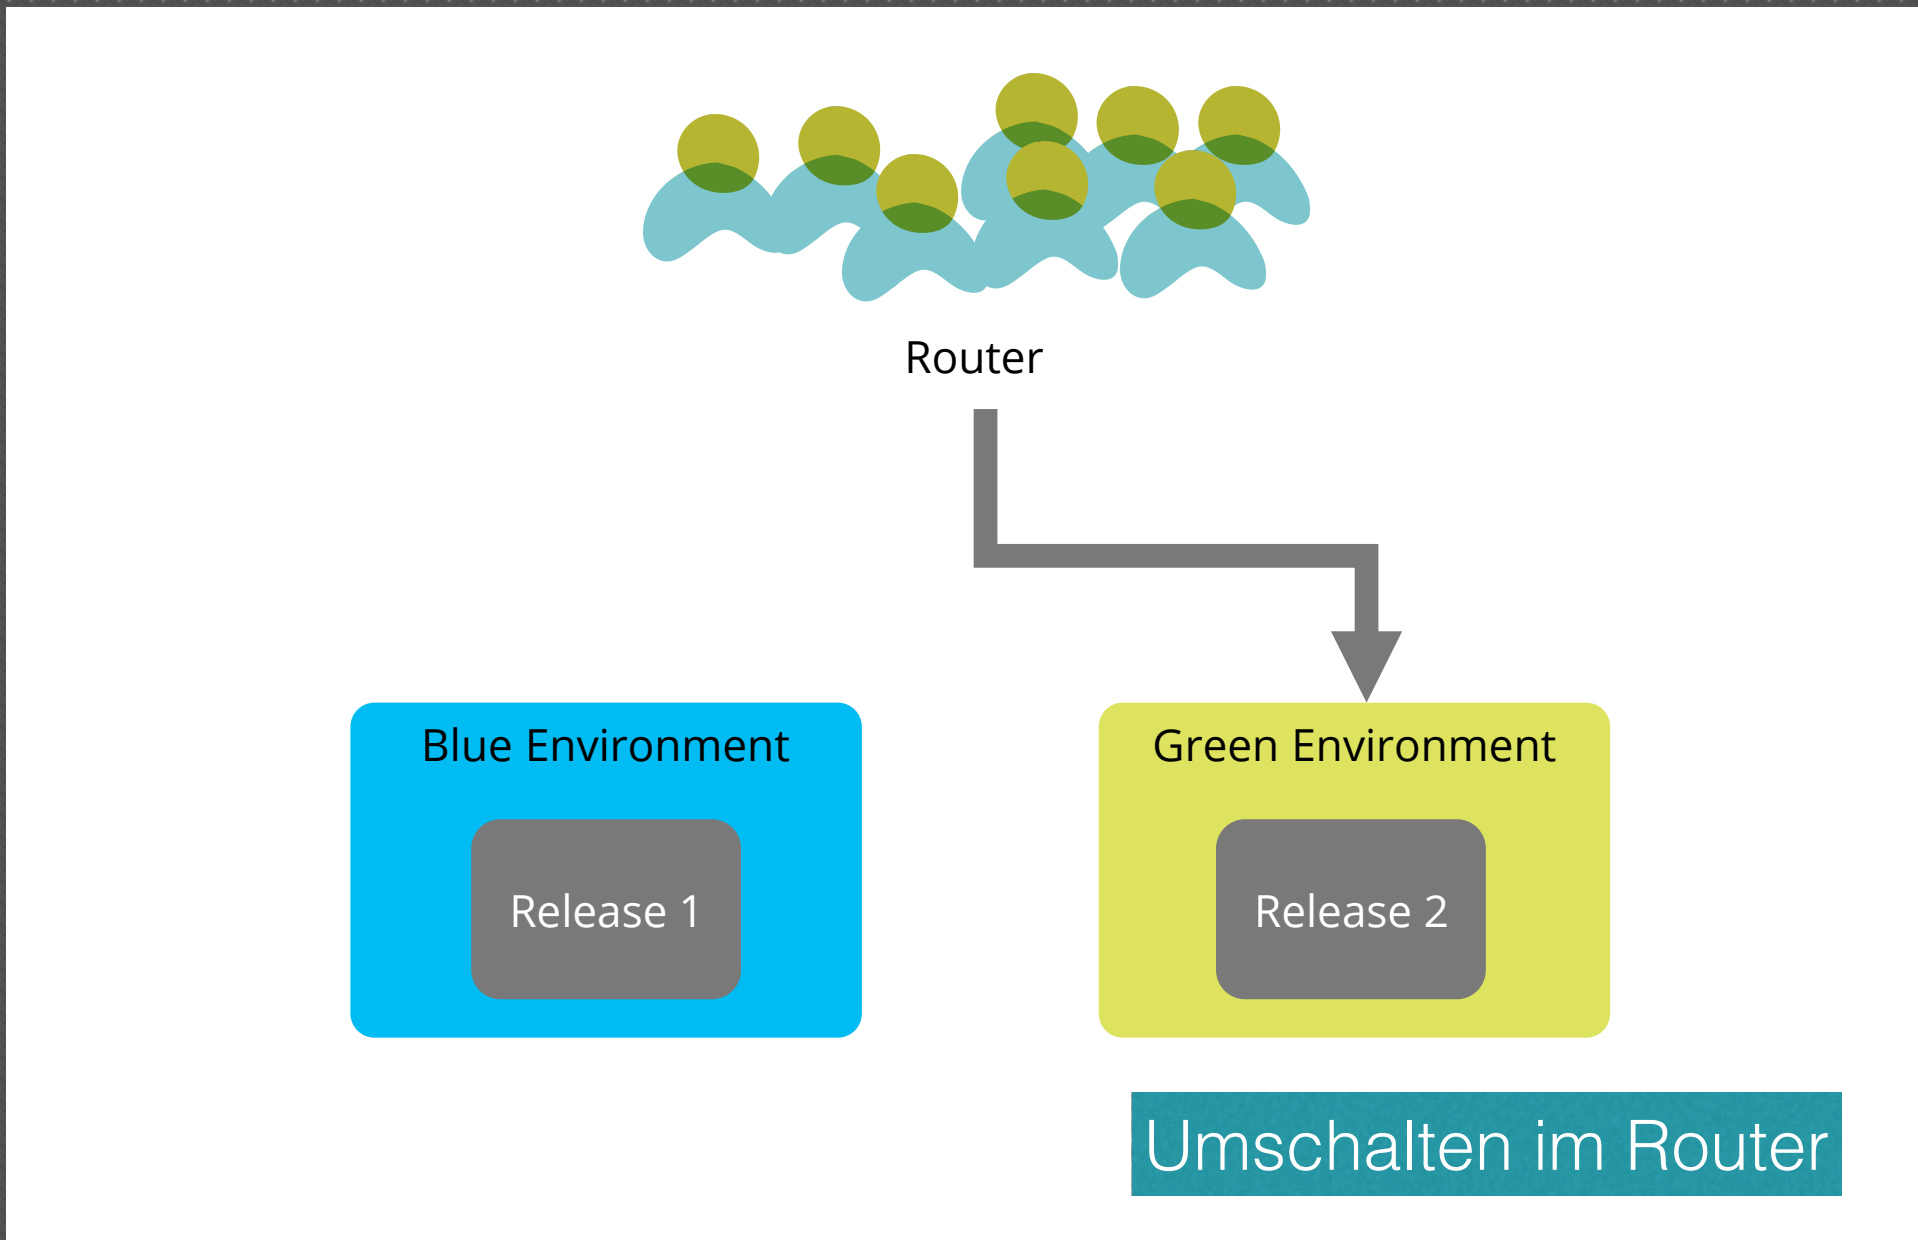 Router
Blue Environment
Green Environment
Release 1
Release 2
Umschalten im Router